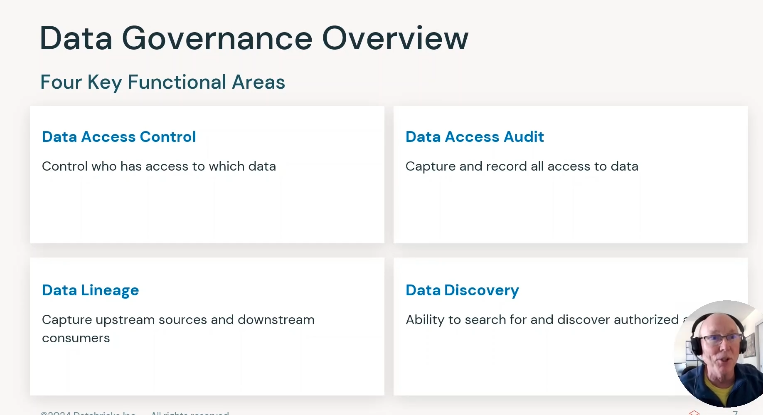 Data Governance Overview
Four Key Functional Areas
Data Access Control
Control who has access to which data
Data Access Audit
Capture and record all access to data
Data Lineage
Capture upstream sources and downstream
consumers
Data Discovery
Ability to search for and discover authorized
©2024 Databricks Inc. — All rights reserved
7